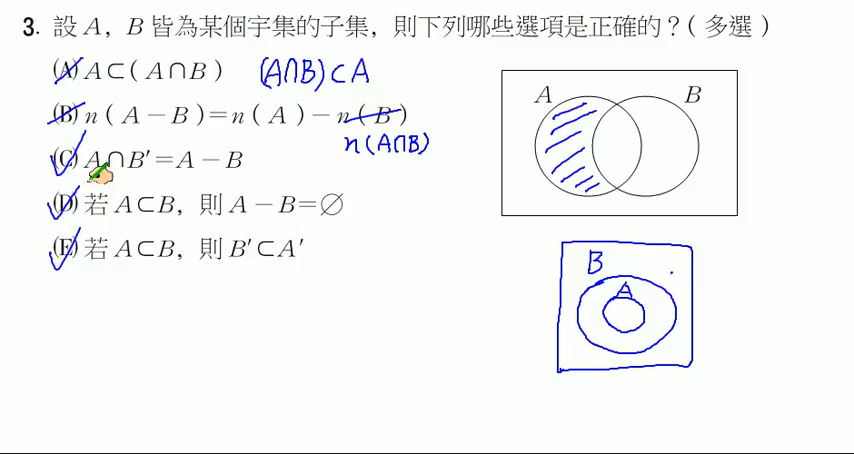 3. 設 A, B 皆為某個宇集的子集, 則下列哪些選項是正確的?(多選)
(A) A⊂(A∩B) (A∩B)⊂A
(B) n(A−B)=n(A)−n(B)
n(A∩B)
(C) A∩B′=A−B
(D) 若 A⊂B, 則 A−B=∅
(E) 若 A⊂B, 則 B′⊂A′
A B
B
A